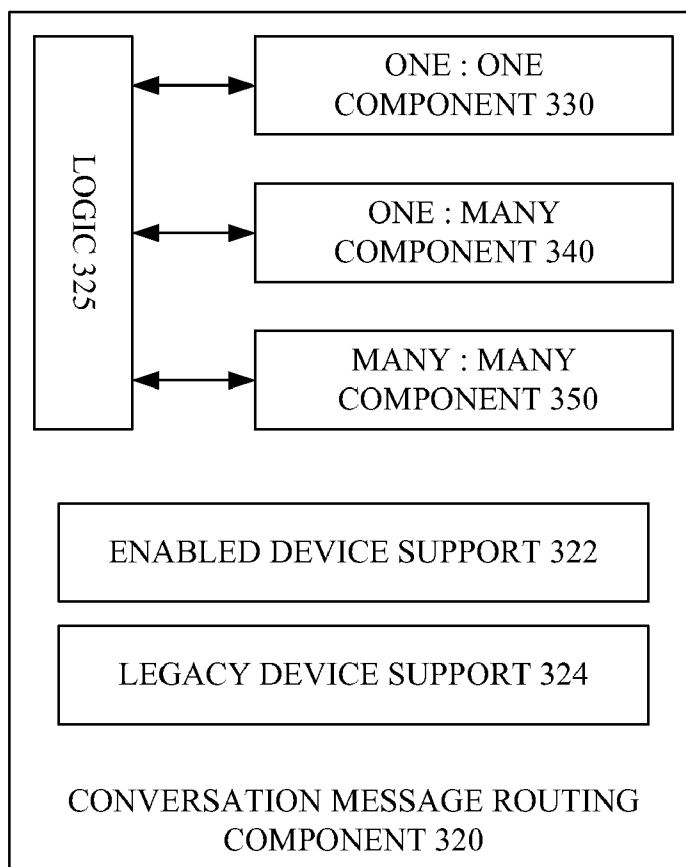 LOGIC 325
ONE : ONE
COMPONENT 330
ONE : MANY
COMPONENT 340
MANY : MANY
COMPONENT 350
ENABLED DEVICE SUPPORT 322
LEGACY DEVICE SUPPORT 324
CONVERSATION MESSAGE ROUTING
COMPONENT 320